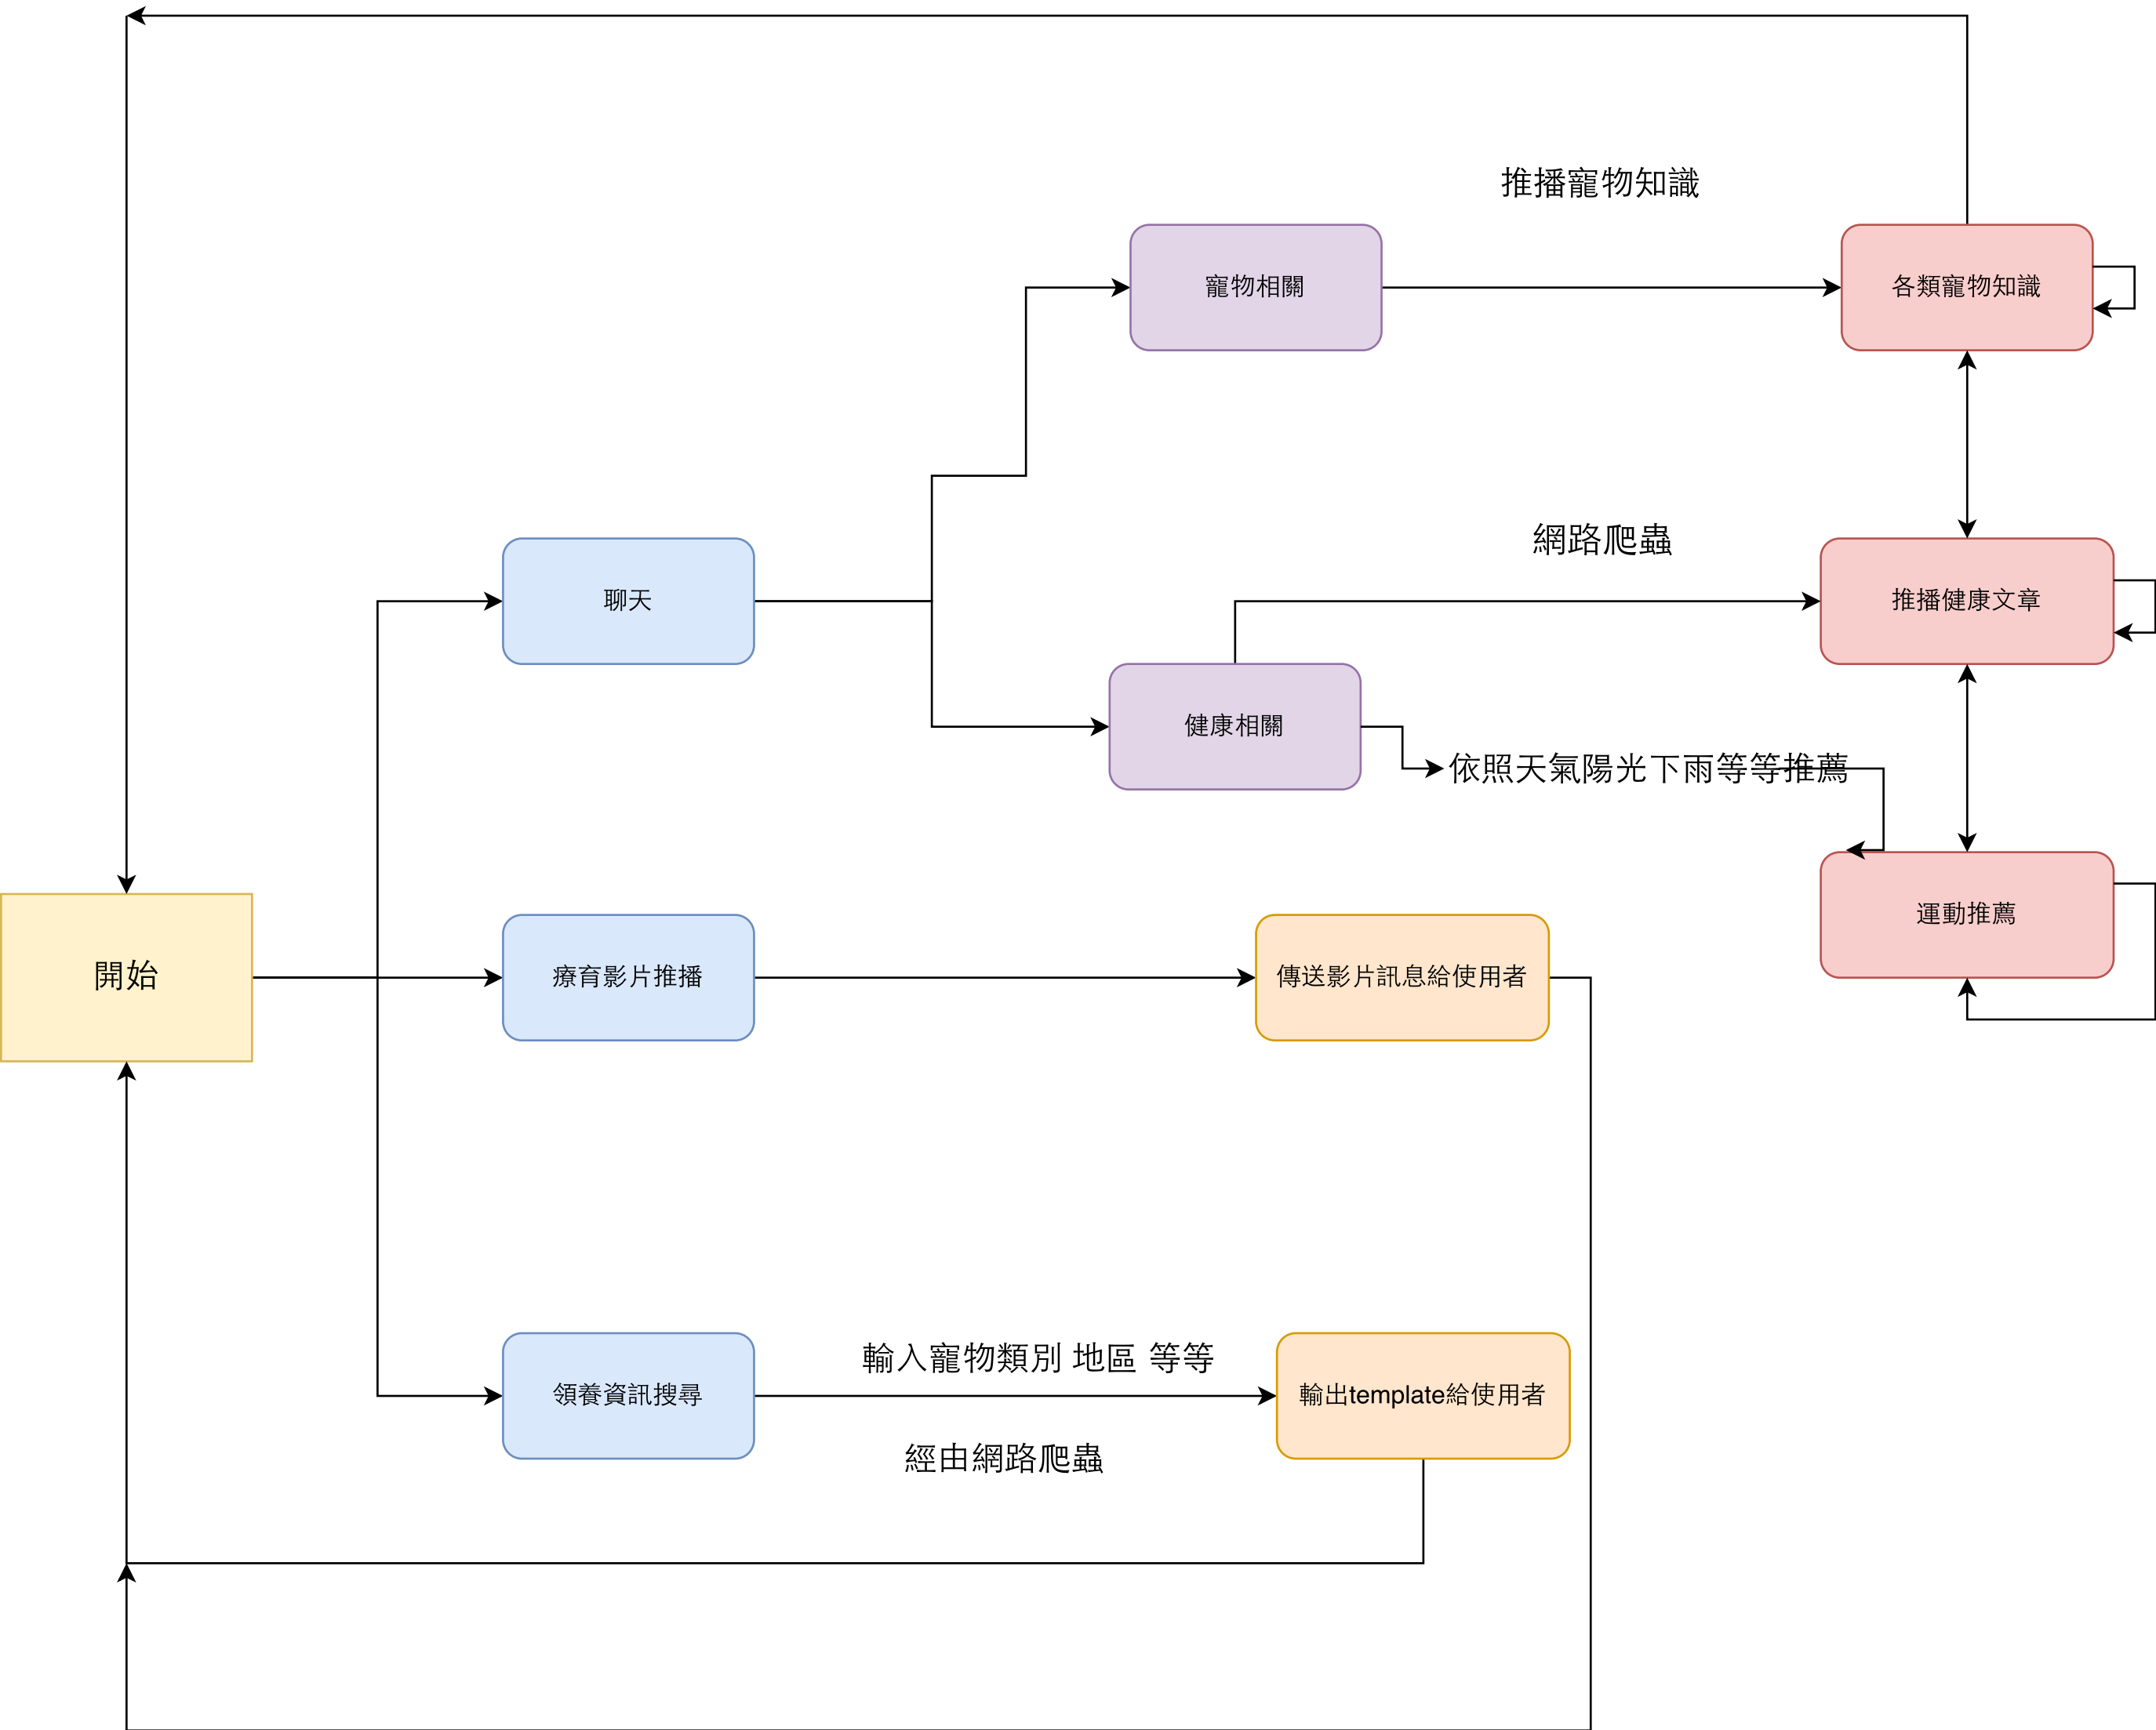 推播寵物知識
寵物相關
各類寵物知識
網路爬蟲
聊天
推播健康文章
健康相關
依照天氣陽光下雨等等推薦
運動推薦
開始
療育影片推播
傳送影片訊息給使用者
輸入寵物類別 地區 等等
領養資訊搜尋
輸出template給使用者
經由網路爬蟲